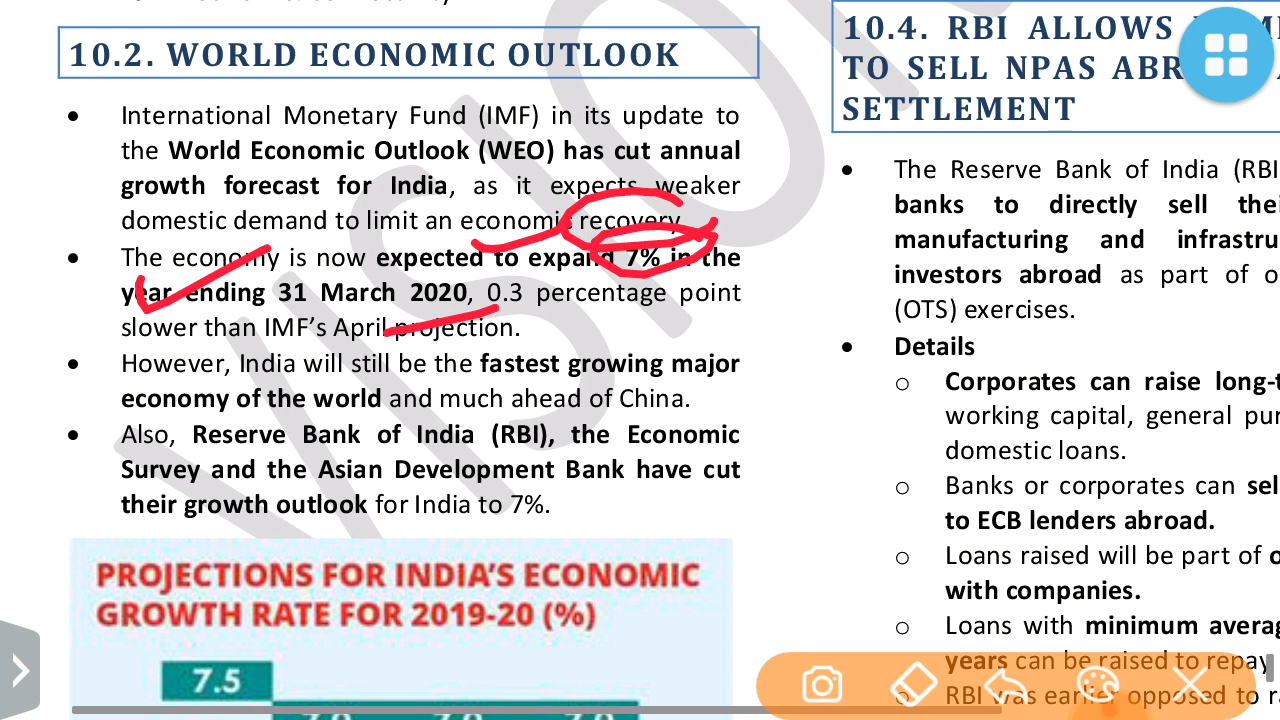 10.2. WORLD ECONOMIC OUTLOOK
International Monetary Fund (IMF) in its update to
the World Economic Outlook (WEO) has cut annual
growth forecast for India, as it expects weaker
domestic demand to limit an economic recovery.
The economy is now expected to expand 7% in the
year ending 31 March 2020, 0.3 percentage point
slower than IMF's April projection.
However, India will still be the fastest growing major
economy of the world and much ahead of China.
Also, Reserve Bank of India (RBI), the Economic
Survey and the Asian Development Bank have cut
their growth outlook for India to 7%.
PROJECTIONS FOR INDIA'S ECONOMIC
GROWTH RATE FOR 2019-20 (%)
7.5
10.4. RBI ALLOWS
TO SELL NPAS
SETTLEMENT
The Reserve Bank of India (RBI
banks to directly sell
manufacturing and
investors abroad as part of
(OTS) exercises.
Details
Corporates can raise
working capital, general
domestic loans.
Banks or corporates can
to ECB lenders abroad.
Loans raised will be part of
with companies.
Loans with minimum
years can be raised to repay
RBI was earlier opposed to
VISION